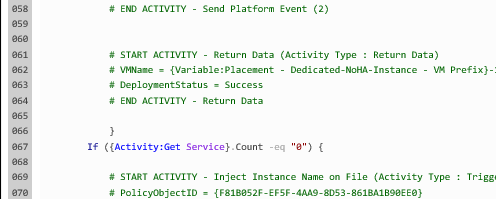 058 # END ACTIVITY - Send Platform Event (2)
059
060
061 # START ACTIVITY - Return Data (Activity Type : Return Data)
062 # VMName = {Variable:Placement - Dedicated-NoHA-Instance - VM Prefix}-
063 # DeploymentStatus = Success
064 # END ACTIVITY - Return Data
065
066 }
067 If ({Activity:Get Service}.Count -eq "0") {
068
069 # START ACTIVITY - Inject Instance Name on File (Activity Type : Trigg
070 # PolicyObjectID = {F81B052F-EF5F-4AA9-8D53-861BA1B90EE0}